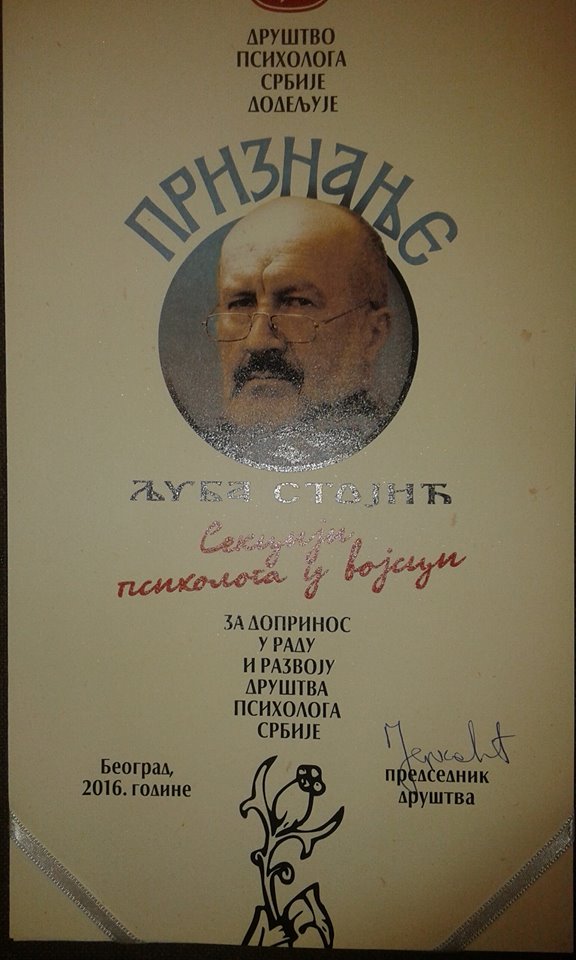 ДРУШТВО
ПСИХОЛОГА
СРБИЈЕ
ДОДЕЉУЈЕ
ПРИЗНАЊЕ
ЉУБА СТОЈИЋ
Секцији
психолога у војсци
ЗА ДОПРИНОС
У РАДУ
И РАЗВОЈУ
ДРУШТВА
ПСИХОЛОГА
СРБИЈЕ
Београд,
2016. године
председник
друштва